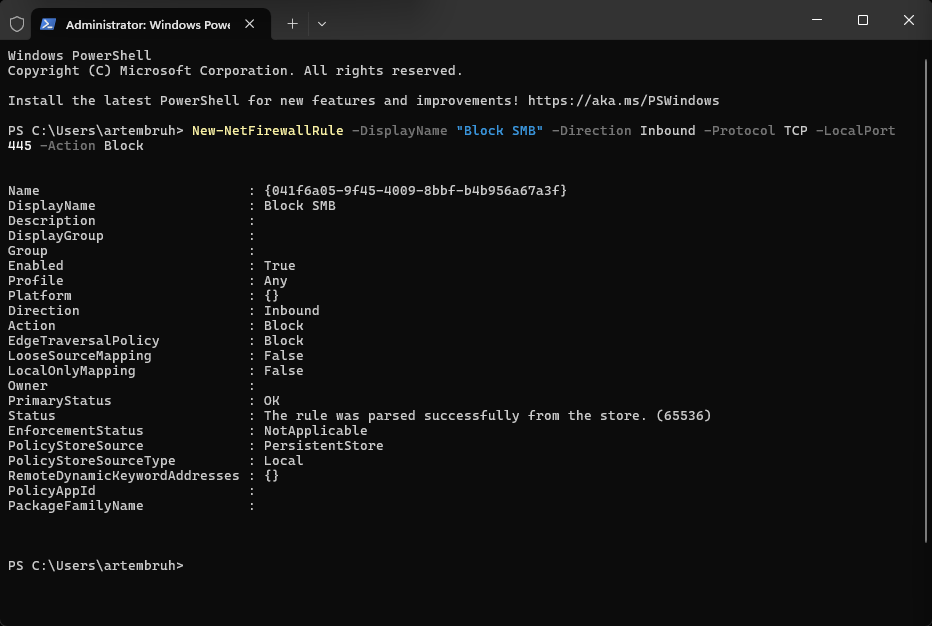 Administrator: Windows Powe
Windows PowerShell
Copyright (C) Microsoft Corporation. All rights reserved.
Install the latest PowerShell for new features and improvements! https://aka.ms/PSWindows
PS C:\Users\artembruh> New-NetFirewallRule -DisplayName "Block SMB" -Direction Inbound -Protocol TCP -LocalPort
445 -Action Block
Name                          : {041f6a05-9f45-4009-8bbf-b4b956a67a3f}
DisplayName                   : Block SMB
Description                   :
DisplayGroup                  :
Group                         :
Enabled                       : True
Profile                       : Any
Platform                      : {}
Direction                     : Inbound
Action                        : Block
EdgeTraversalPolicy           : Block
LooseSourceMapping            : False
LocalOnlyMapping              : False
Owner                         :
PrimaryStatus                 : OK
Status                        : The rule was parsed successfully from the store. (65536)
EnforcementStatus             : NotApplicable
PolicyStoreSource             : PersistentStore
PolicyStoreSourceType         : Local
RemoteDynamicKeywordAddresses : {}
PolicyAppId                   :
PackageFamilyName             :
PS C:\Users\artembruh>